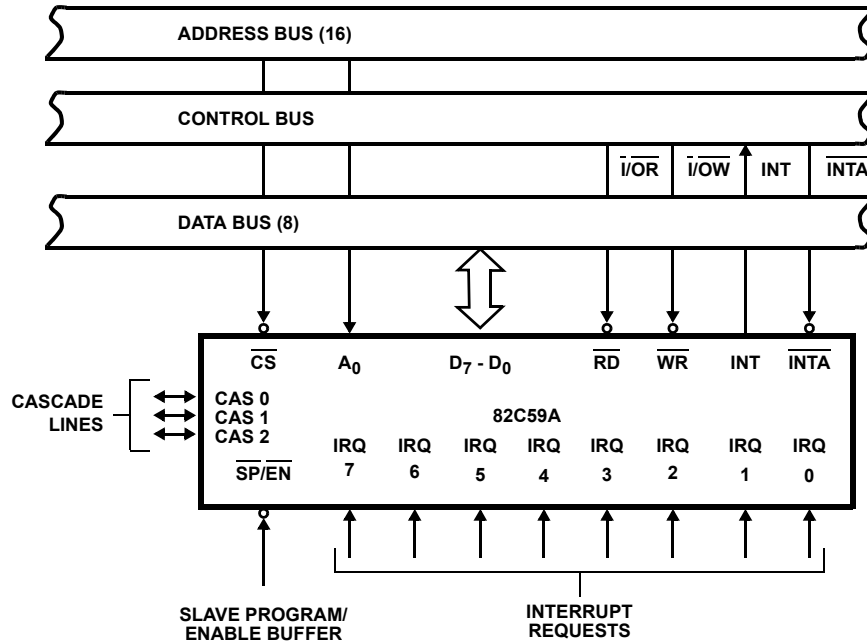 ADDRESS BUS (16)
CONTROL BUS
I/OR I/OW INT INTA
DATA BUS (8)
CS A0 D7 - D0 RD WR INT INTA
CASCADE
LINES
CAS 0
CAS 1
CAS 2
82C59A
SP/EN
IRQ IRQ IRQ IRQ IRQ IRQ IRQ IRQ
7 6 5 4 3 2 1 0
SLAVE PROGRAM/
ENABLE BUFFER
INTERRUPT
REQUESTS